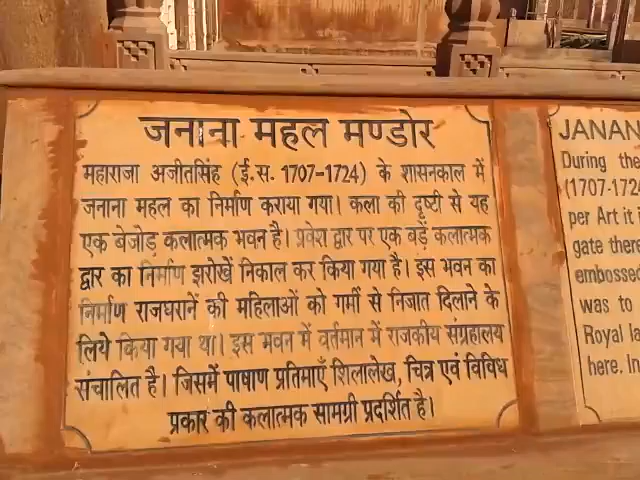 जनाना महल मण्डोर
महाराजा अजीतसिंह (ई.स. 1707-1724) के शासनकाल में
जनाना महल का निर्माण कराया गया। कला की दृष्टी से यह
एक बेजोड़ कलात्मक भवन है। प्रवेश द्वार पर एक बड़े कलात्मक
द्वार का निर्माण झरोखें निकाल कर किया गया है। इस भवन का
निर्माण राजघरानें की महिलाओं को गर्मी से निजात दिलाने के
लिये किया गया था। इस भवन में वर्तमान में राजकीय संग्रहालय
संचालित है। जिसमें पाषाण प्रतिमाएँ शिलालेख, चित्र एवं विविध
प्रकार की कलात्मक सामग्री प्रदर्शित है।
JANAN
During the
(1707-172
per Art it i
gate there
embossed
was to
Royal la
here. In